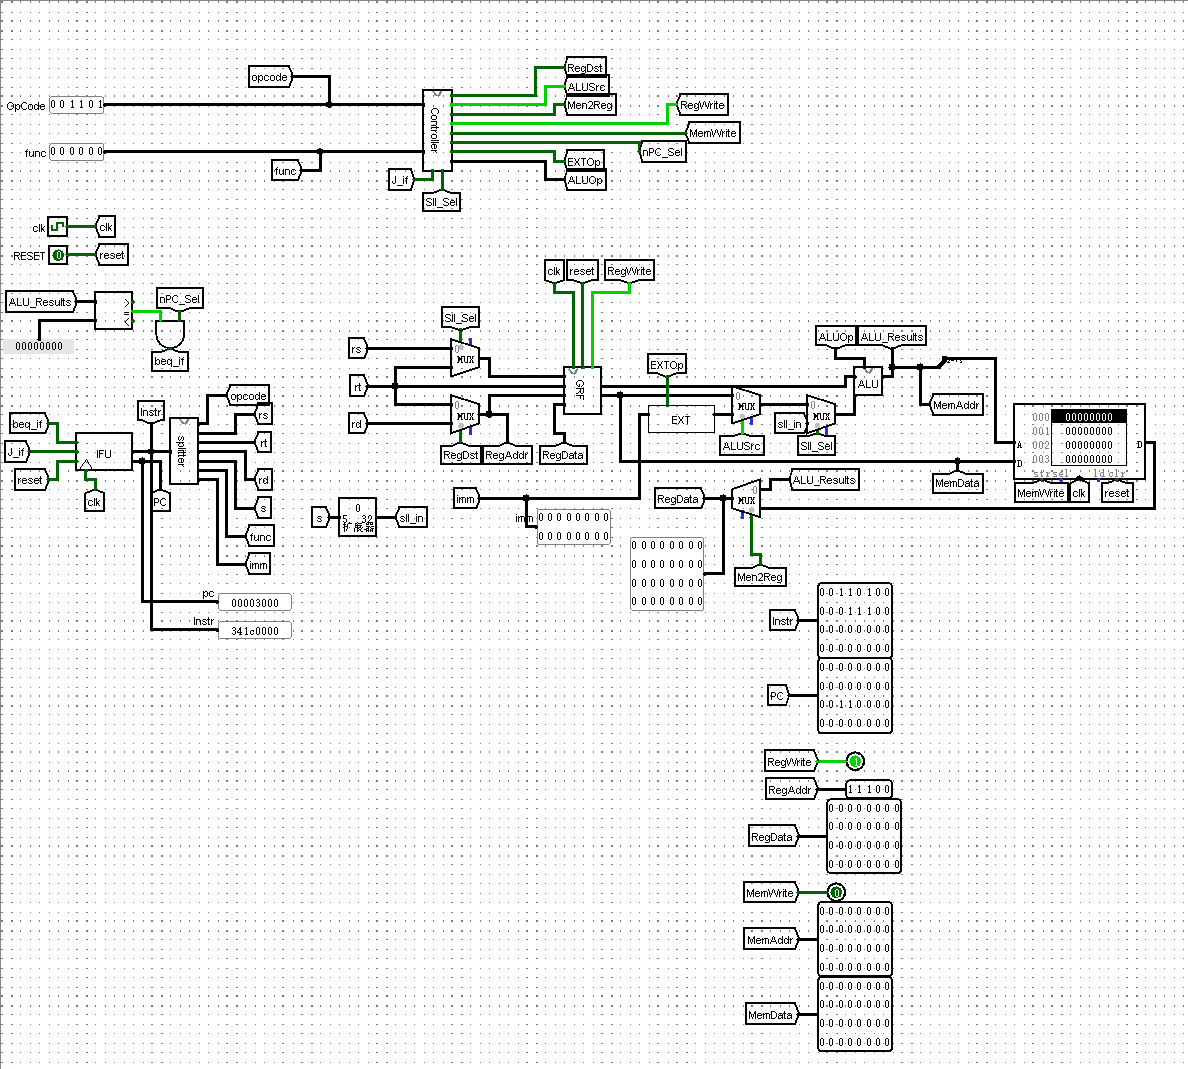 opcode
RegDst
ALUSrc
Men2Reg
RegWrite
OpCode 0 0 1 1 0 1
Controller
MemWrite
func 0 0 0 0 0 0
nPC_Sel
EXTOp
func
J_if
ALUOp
Sll_Sel
clk
clk
RESET 0 reset
clk reset RegWrite
ALU_Results
nPC_Sel
> = <
00000000
beq_if
Sll_Sel
rs
0 MUX
rt
rd
0 MUX
GRF
RegDst RegAddr RegData
EXTOp
EXT
0 MUX
ALUSrc
sll_in
0 MUX
Sll_Sel
ALUOp ALU_Results
ALU
MemAddr
000 00000000
001 00000000
002 00000000
003 00000000
A
D
D
str sel ld clr
MemWrite clk reset
MemData
Instr
opcode
rs
beq_if
J_if
reset
IFU
splitter
rt
rd
s
func
imm
clk
PC
s
0
5 32
扩展器
sll_in
imm
imm
0 0 0 0 0 0 0 0
0 0 0 0 0 0 0 0
RegData
0 MUX
ALU_Results
Men2Reg
0 0 0 0 0 0 0 0
0 0 0 0 0 0 0 0
0 0 0 0 0 0 0 0
0 0 0 0 0 0 0 0
pc 00003000
Instr 341c0000
Instr
0 0 1 1 0 1 0 0
0 0 0 1 1 1 0 0
0 0 0 0 0 0 0 0
0 0 0 0 0 0 0 0
PC
0 0 0 0 0 0 0 0
0 0 0 0 0 0 0 0
0 0 1 1 0 0 0 0
0 0 0 0 0 0 0 0
RegWrite 1
RegAddr 1 1 1 0 0
RegData
0 0 0 0 0 0 0 0
0 0 0 0 0 0 0 0
0 0 0 0 0 0 0 0
0 0 0 0 0 0 0 0
MemWrite 0
MemAddr
0 0 0 0 0 0 0 0
0 0 0 0 0 0 0 0
0 0 0 0 0 0 0 0
0 0 0 0 0 0 0 0
MemData
0 0 0 0 0 0 0 0
0 0 0 0 0 0 0 0
0 0 0 0 0 0 0 0
0 0 0 0 0 0 0 0